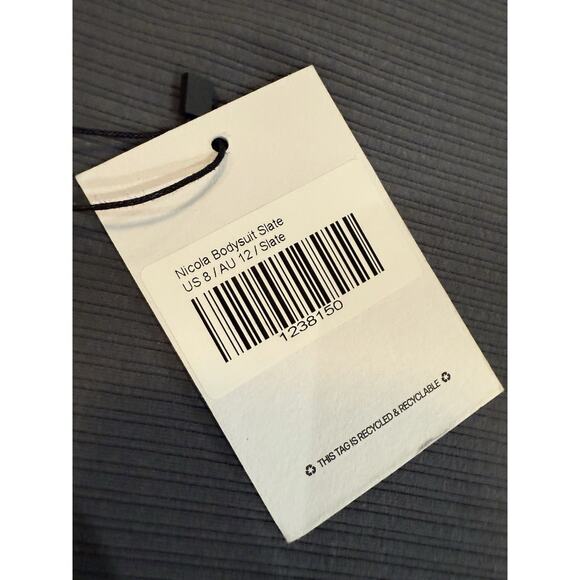 Nicola Bodysuit Slate
US 8 / AU 12 / Slate
1238150
♻ THIS TAG IS RECYCLED & RECYCLABLE ♻